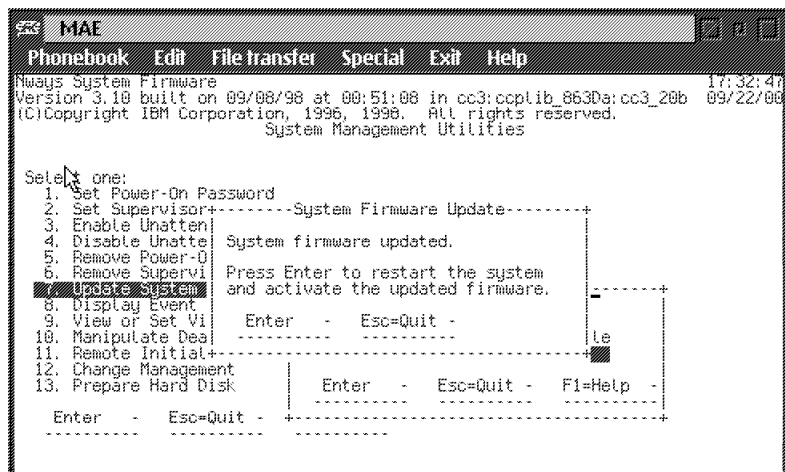 MAE
Phonebook Edit File transfer Special Exit Help
Nways System Firmware 17:32:47
Version 3.10 built on 09/08/98 at 00:51:08 in cc3:ccplib_863Da:cc3_20b 09/22/00
(C)Copyright IBM Corporation, 1996, 1998. All rights reserved.
System Management Utilities
Select one:
1. Set Power-On Password
2. Set Supervisor+--------System Firmware Update--------+
3. Enable Unatten
4. Disable Unatte System firmware updated.
5. Remove Power-O
6. Remove Supervi Press Enter to restart the system
7. Update System and activate the updated firmware.
8. Display Event
9. View or Set Vi Enter - Esc=Quit -
10. Manipulate Dea le
11. Remote Initial
12. Change Management
13. Prepare Hard Disk Enter - Esc=Quit - F1=Help -
Enter - Esc=Quit -